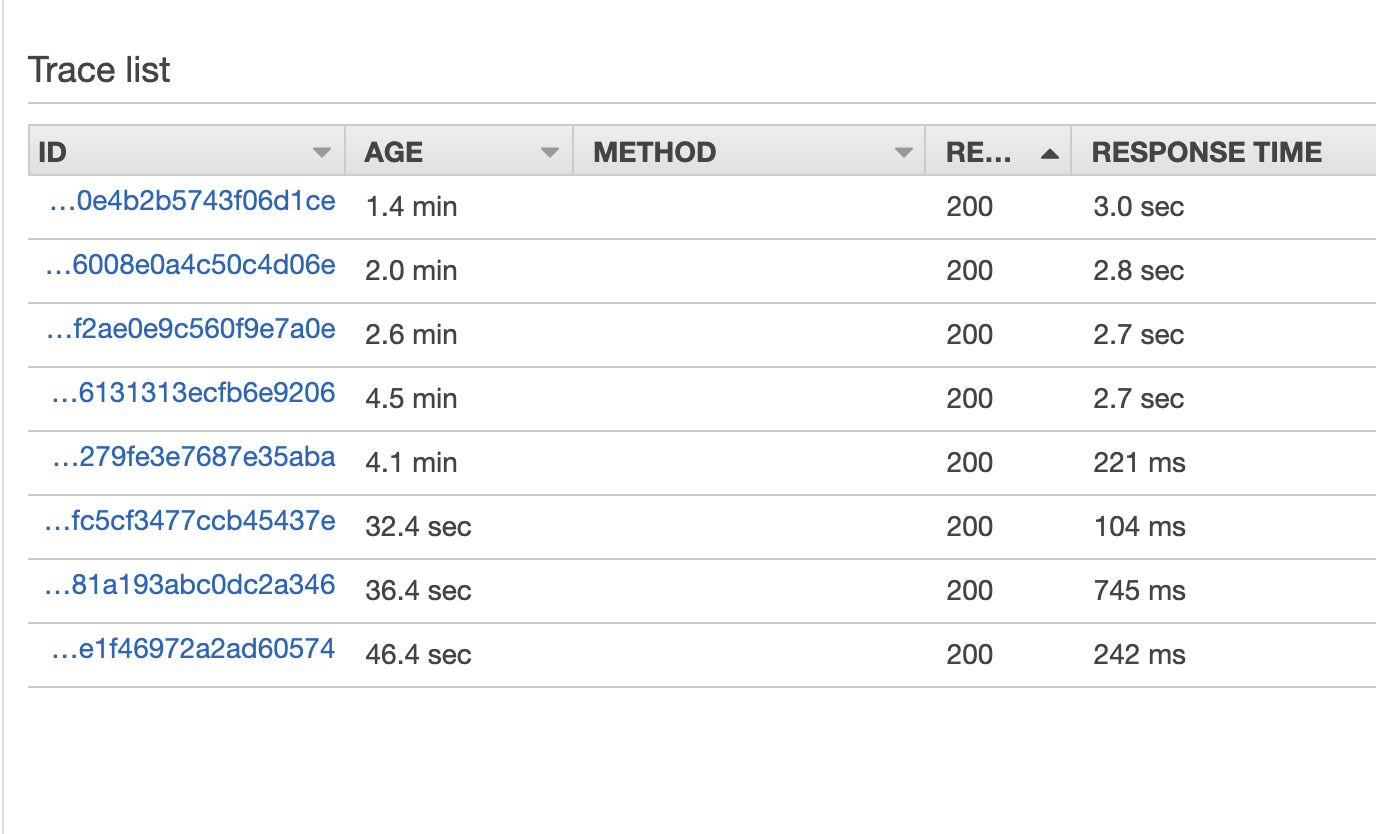 Trace list
ID AGE METHOD RE... RESPONSE TIME
...0e4b2b5743f06d1ce 1.4 min 200 3.0 sec
...6008e0a4c50c4d06e 2.0 min 200 2.8 sec
...f2ae0e9c560f9e7a0e 2.6 min 200 2.7 sec
...6131313ecfb6e9206 4.5 min 200 2.7 sec
...279fe3e7687e35aba 4.1 min 200 221 ms
...fc5cf3477ccb45437e 32.4 sec 200 104 ms
...81a193abc0dc2a346 36.4 sec 200 745 ms
...e1f46972a2ad60574 46.4 sec 200 242 ms